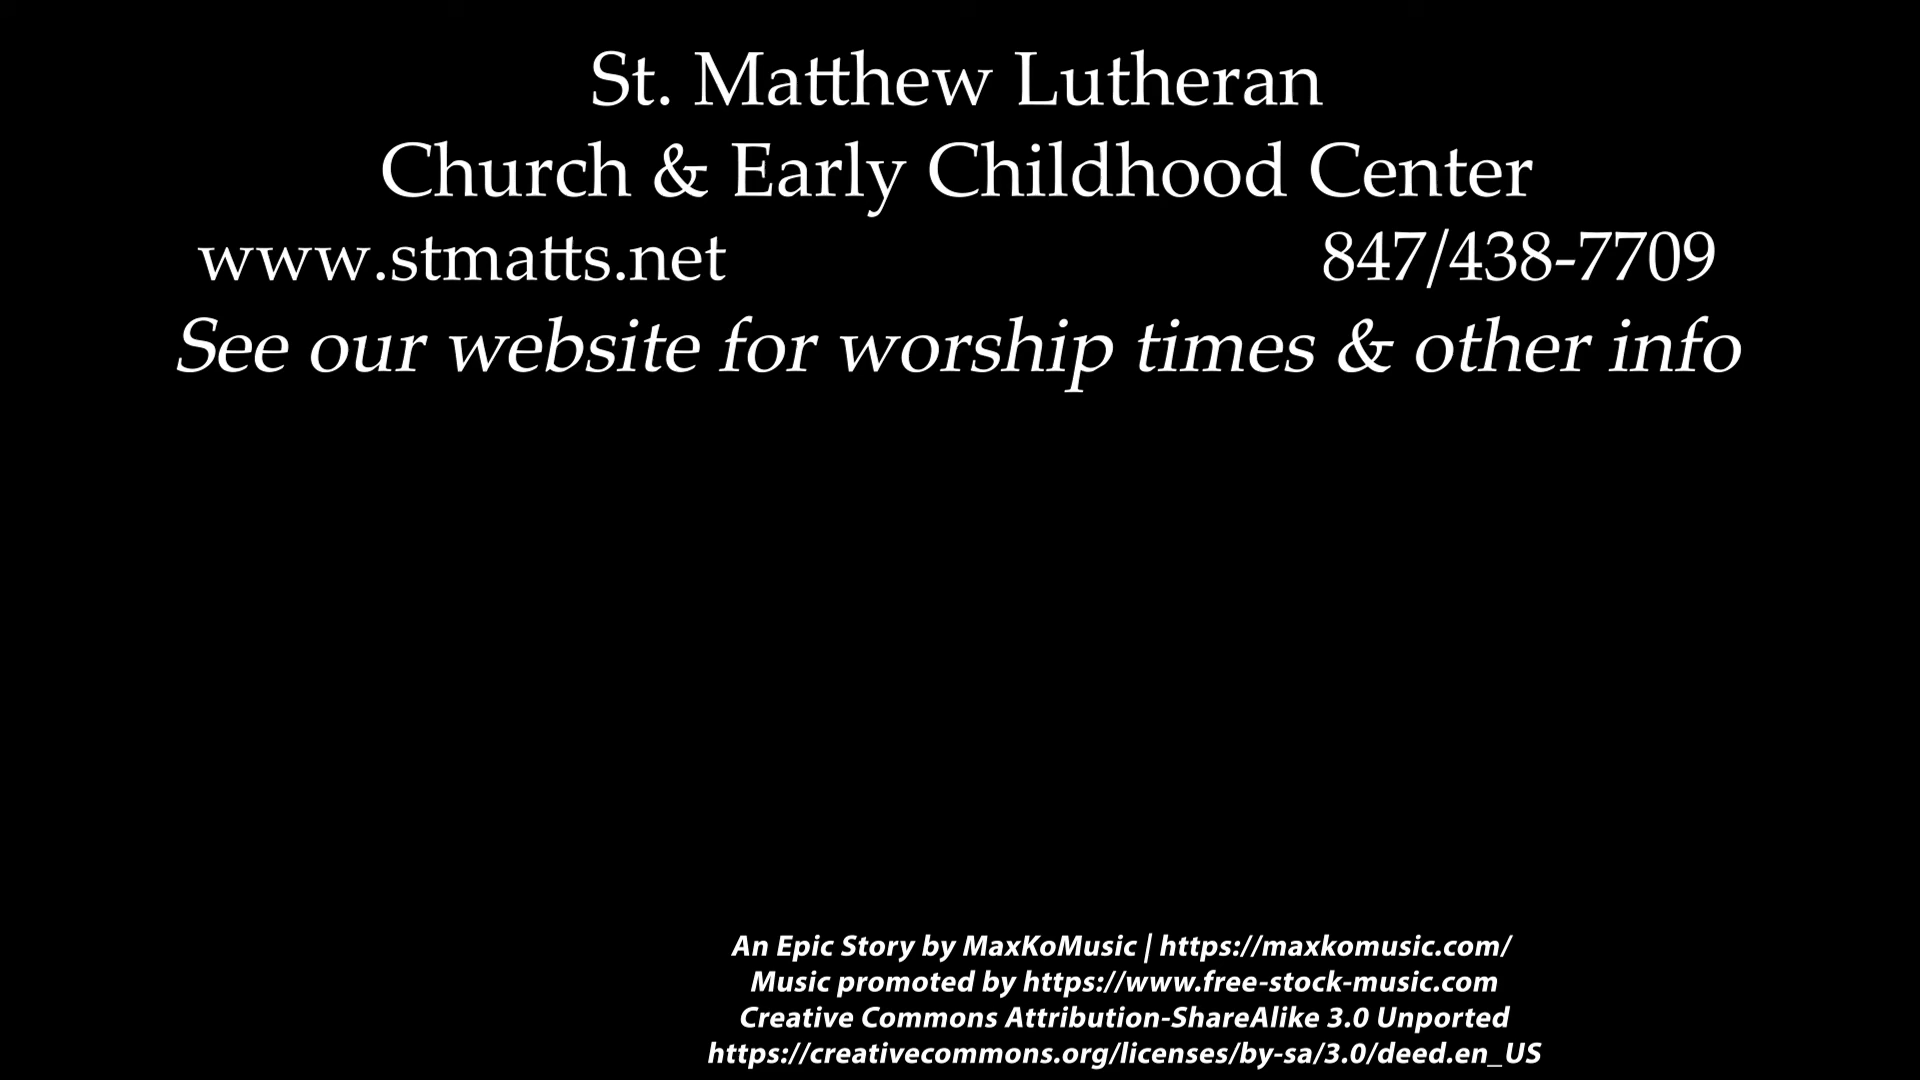 St. Matthew Lutheran
Church & Early Childhood Center
www.stmatts.net 847/438-7709
See our website for worship times & other info
An Epic Story by MaxKoMusic | https://maxkomusic.com/
Music promoted by https://www.free-stock-music.com
Creative Commons Attribution-ShareAlike 3.0 Unported
https://creativecommons.org/licenses/by-sa/3.0/deed.en_US